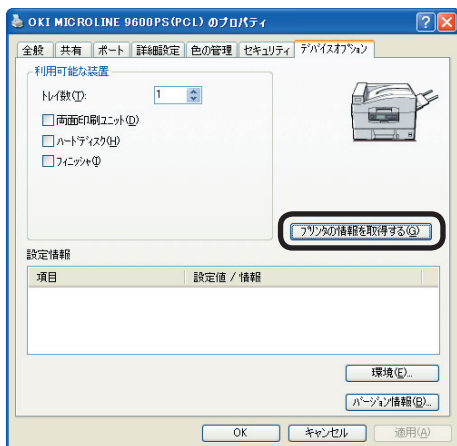 OKI MICROLINE 9600PS(PCL) のプロパティ
全般 共有 ポート 詳細設定 色の管理 セキュリティ デバイスオプション
利用可能な装置
トレイ数(T): 1
両面印刷ユニット(D)
ハードディスク(H)
フィニッシャ(I)
プリンタの情報を取得する(G)
設定情報
項目 設定値 / 情報
環境(E)...
バージョン情報(B)...
OK キャンセル 適用(A)